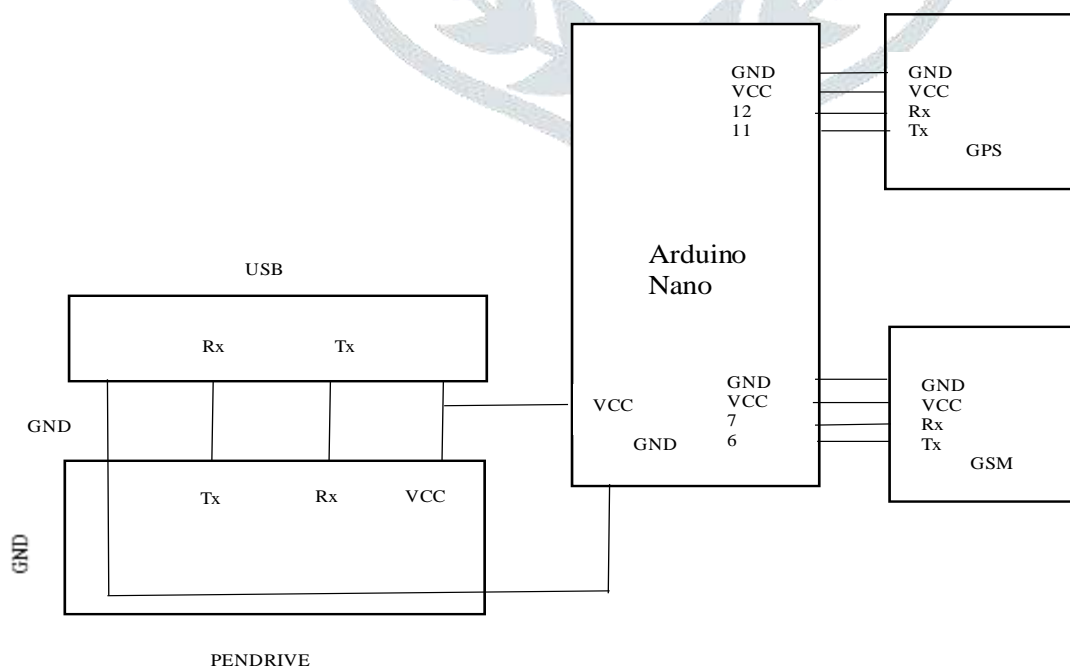 GND
VCC
12
11
GND
VCC
Rx
Tx
GPS
Arduino
Nano
USB
Rx
Tx
GND
VCC
GND
GND
VCC
7
6
GND
VCC
Rx
Tx
GSM
Tx
Rx
VCC
GND
PENDRIVE